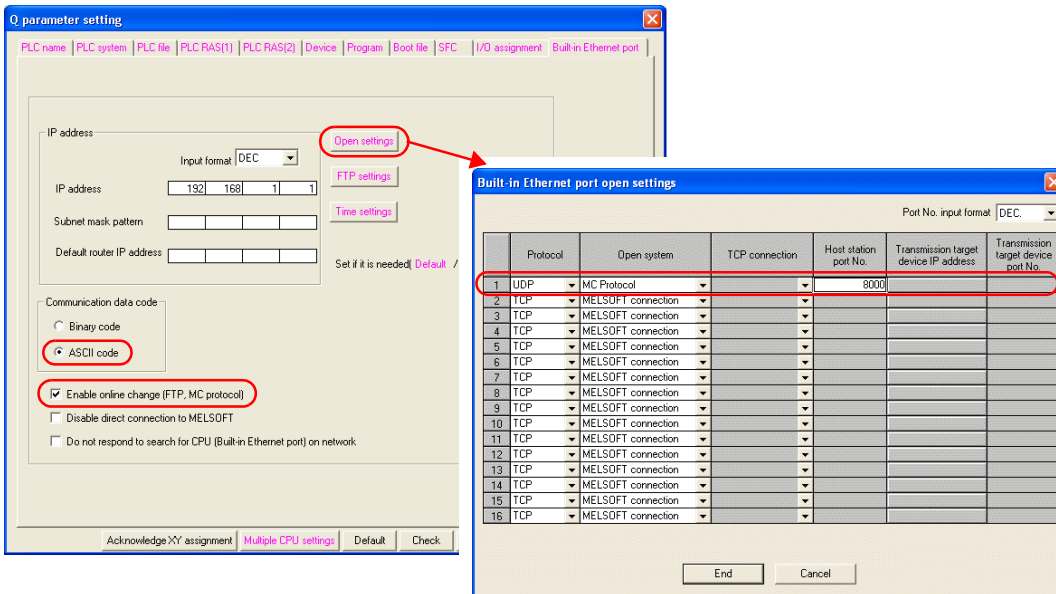 Q parameter setting
PLC name PLC system PLC file PLC RAS(1) PLC RAS(2) Device Program Boot file SFC I/O assignment Built-in Ethernet port
IP address
Input format DEC
IP address 192 168 1 1
Subnet mask pattern
Default router IP address
Open settings
FTP settings
Time settings
Set if it is needed( Default /
Communication data code
Binary code
ASCII code
Enable online change (FTP, MC protocol)
Disable direct connection to MELSOFT
Do not respond to search for CPU (Built-in Ethernet port) on network
Acknowledge XY assignment Multiple CPU settings Default Check
Built-in Ethernet port open settings
Port No. input format DEC.
Protocol Open system TCP connection Host station port No. Transmission target device IP address Transmission target device port No.
1 UDP MC Protocol 8000
2 TCP MELSOFT connection
3 TCP MELSOFT connection
4 TCP MELSOFT connection
5 TCP MELSOFT connection
6 TCP MELSOFT connection
7 TCP MELSOFT connection
8 TCP MELSOFT connection
9 TCP MELSOFT connection
10 TCP MELSOFT connection
11 TCP MELSOFT connection
12 TCP MELSOFT connection
13 TCP MELSOFT connection
14 TCP MELSOFT connection
15 TCP MELSOFT connection
16 TCP MELSOFT connection
End Cancel